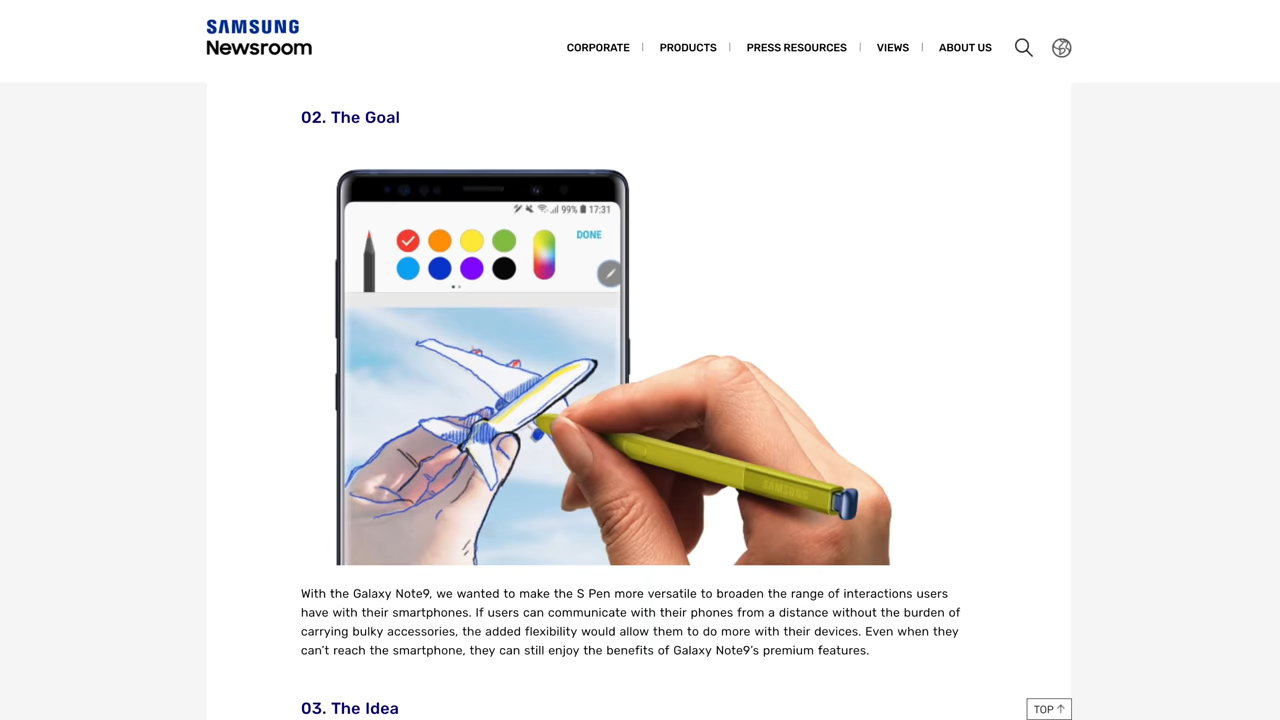 SAMSUNG
Newsroom
CORPORATE
PRODUCTS
PRESS RESOURCES
VIEWS
ABOUT US
02. The Goal
99% 17:31
DONE
SAMSUNG
With the Galaxy Note9, we wanted to make the S Pen more versatile to broaden the range of interactions users
have with their smartphones. If users can communicate with their phones from a distance without the burden of
carrying bulky accessories, the added flexibility would allow them to do more with their devices. Even when they
can’t reach the smartphone, they can still enjoy the benefits of Galaxy Note9’s premium features.
03. The Idea
TOP